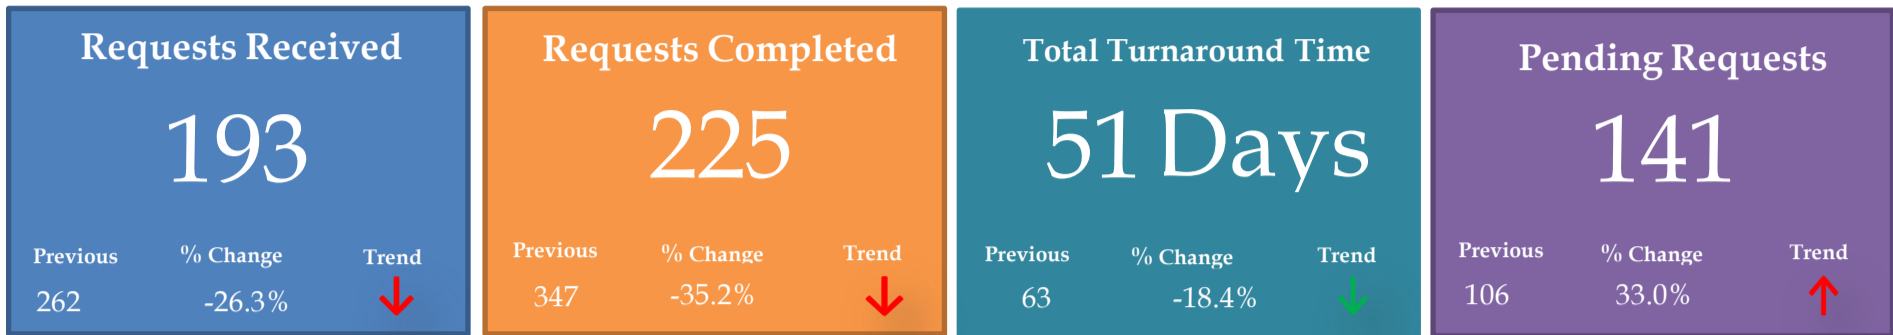 Requests Received
193
Previous % Change Trend
262 -26.3%
Requests Completed
225
Previous % Change Trend
347 -35.2%
Total Turnaround Time
51 Days
Previous % Change Trend
63 -18.4%
Pending Requests
141
Previous % Change Trend
106 33.0%